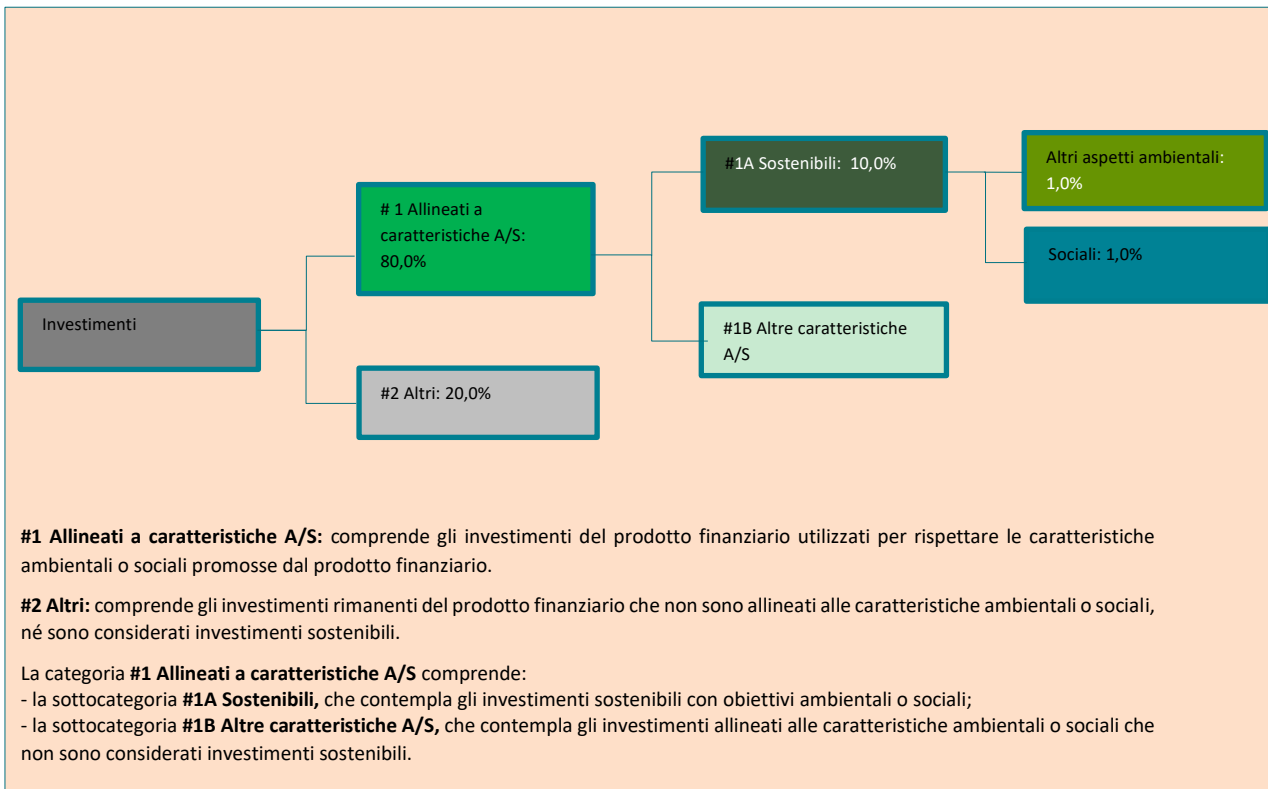 #1A Sostenibili: 10,0%
Altri aspetti ambientali:
1,0%
# 1 Allineati a
caratteristiche A/S:
80,0%
Sociali: 1,0%
Investimenti
#1B Altre caratteristiche
A/S
#2 Altri: 20,0%
#1 Allineati a caratteristiche A/S: comprende gli investimenti del prodotto finanziario utilizzati per rispettare le caratteristiche
ambientali o sociali promosse dal prodotto finanziario.
#2 Altri: comprende gli investimenti rimanenti del prodotto finanziario che non sono allineati alle caratteristiche ambientali o sociali,
né sono considerati investimenti sostenibili.
La categoria #1 Allineati a caratteristiche A/S comprende:
- la sottocategoria #1A Sostenibili, che contempla gli investimenti sostenibili con obiettivi ambientali o sociali;
- la sottocategoria #1B Altre caratteristiche A/S, che contempla gli investimenti allineati alle caratteristiche ambientali o sociali che
non sono considerati investimenti sostenibili.